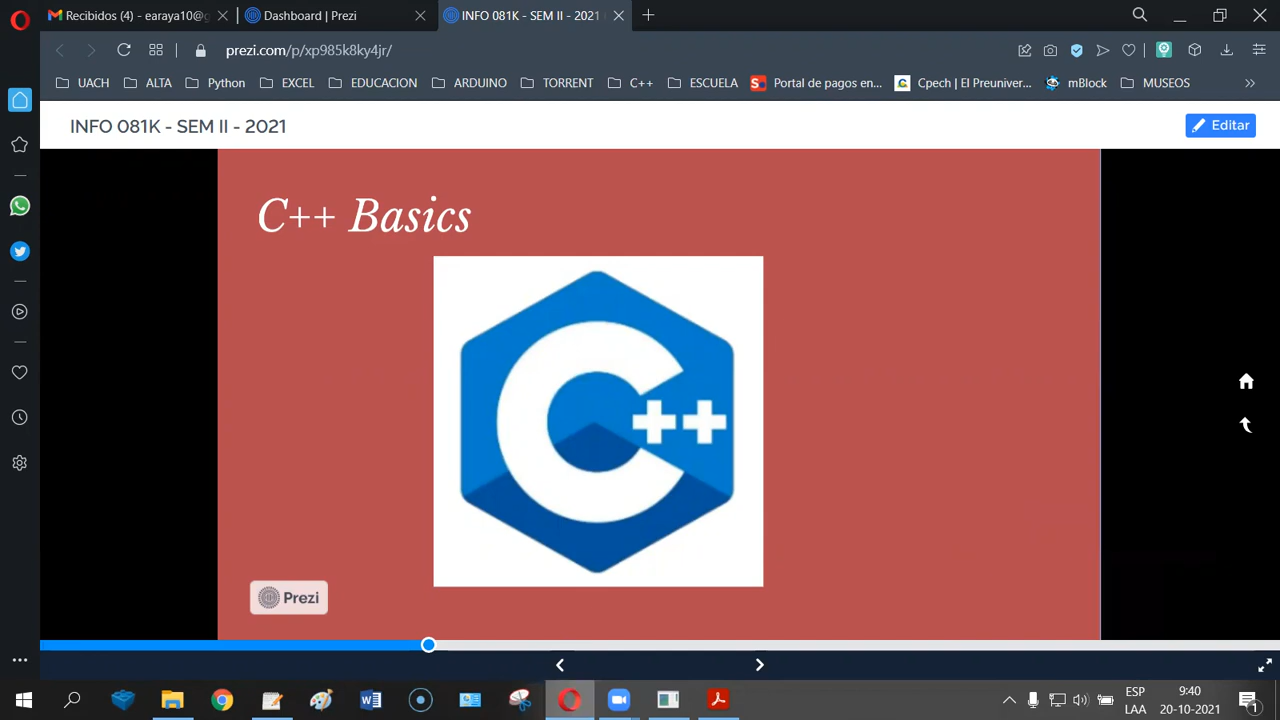 Recibidos (4) - earaya10@g
Dashboard | Prezi
INFO 081K - SEM II - 2021
prezi.com/p/xp985k8ky4jr/
UACH
ALTA
Python
EXCEL
EDUCACION
ARDUINO
TORRENT
C++
ESCUELA
Portal de pagos en...
Cpech | El Preuniver...
mBlock
MUSEOS
INFO 081K - SEM II - 2021
Editar
C++ Basics
C++
Prezi
ESP
LAA
9:40
20-10-2021
1